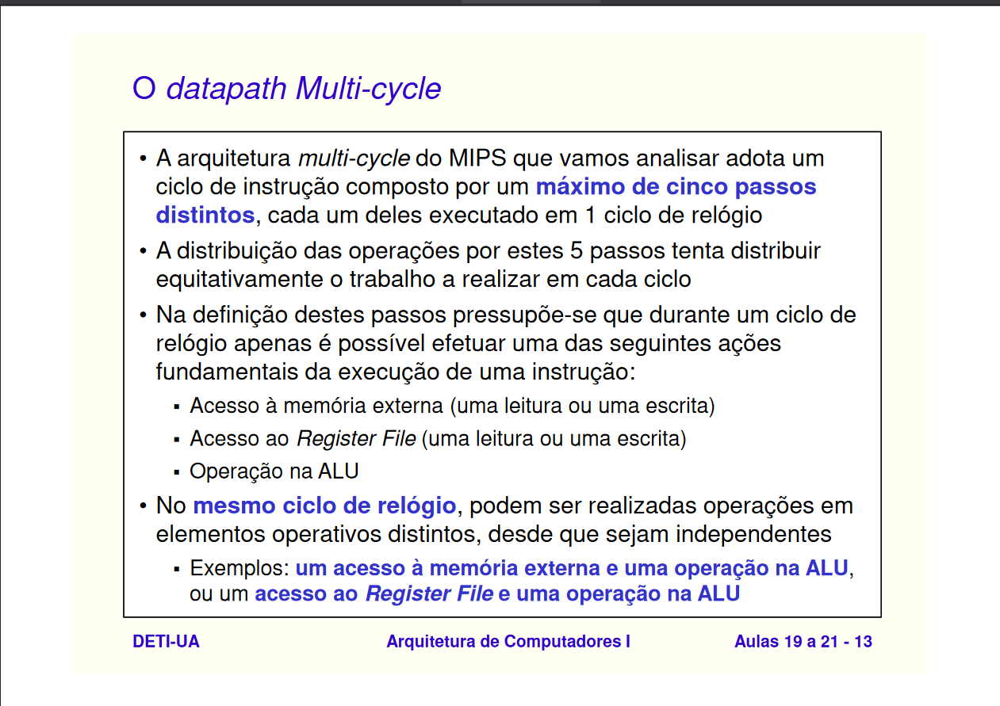 O datapath Multi-cycle
• A arquitetura multi-cycle do MIPS que vamos analisar adota um
ciclo de instrução composto por um máximo de cinco passos
distintos, cada um deles executado em 1 ciclo de relógio
• A distribuição das operações por estes 5 passos tenta distribuir
equitativamente o trabalho a realizar em cada ciclo
• Na definição destes passos pressupõe-se que durante um ciclo de
relógio apenas é possível efetuar uma das seguintes ações
fundamentais da execução de uma instrução:
▪ Acesso à memória externa (uma leitura ou uma escrita)
▪ Acesso ao Register File (uma leitura ou uma escrita)
▪ Operação na ALU
• No mesmo ciclo de relógio, podem ser realizadas operações em
elementos operativos distintos, desde que sejam independentes
▪ Exemplos: um acesso à memória externa e uma operação na ALU,
ou um acesso ao Register File e uma operação na ALU
DETI-UA Arquitetura de Computadores I Aulas 19 a 21 - 13